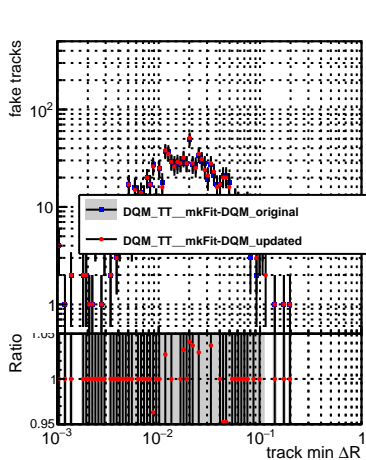 fake tracks
10²
10
1
DQM_TT__mkFit-DQM_original
DQM_TT__mkFit-DQM_updated
Ratio
1.05
1
0.95
10⁻³ 10⁻² 10⁻¹ 1
track min ΔR